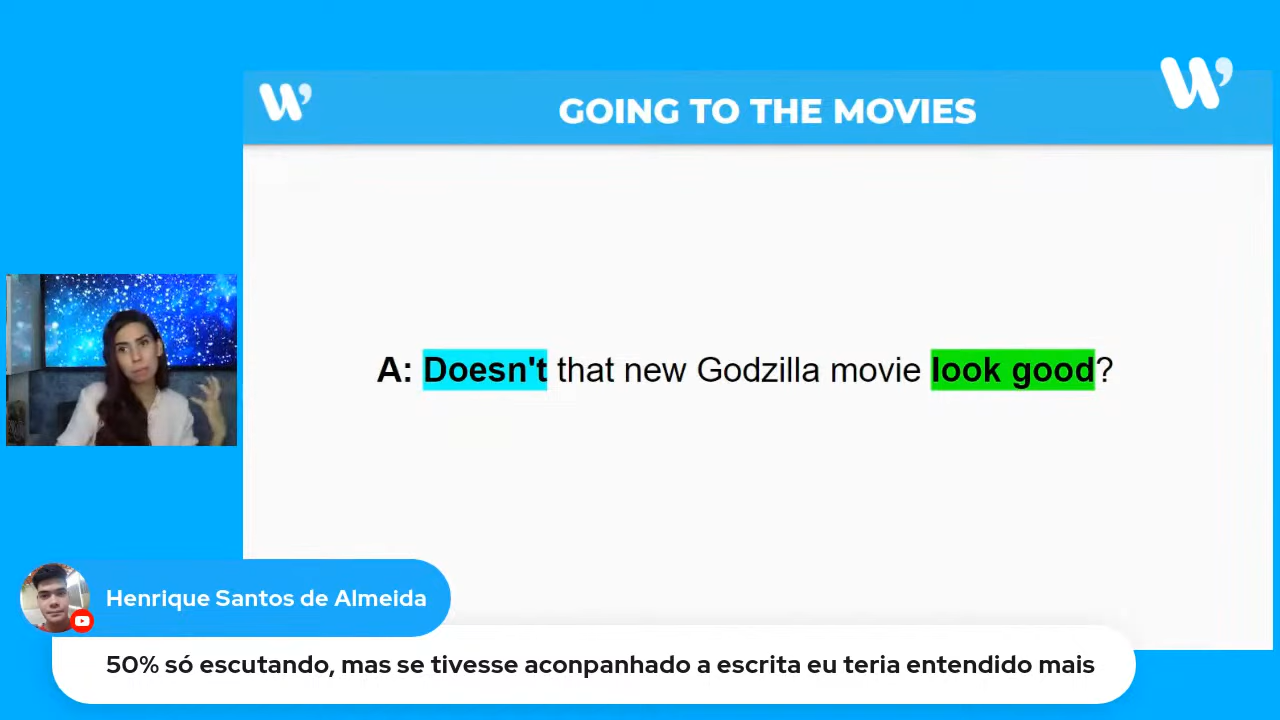 GOING TO THE MOVIES
A: Doesn't that new Godzilla movie look good?
Henrique Santos de Almeida
50% só escutando, mas se tivesse aconpanhado a escrita eu teria entendido mais